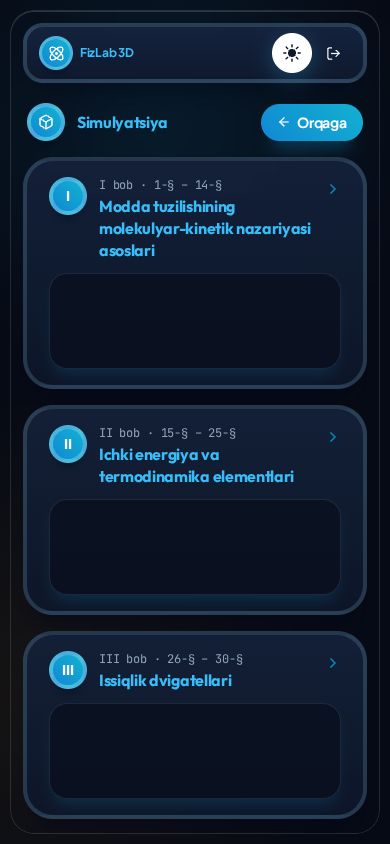 FizLab3D
Simulyatsiya
Orqaga
I
I bob · 1-§ – 14-§
Modda tuzilishining
molekulyar-kinetik nazariyasi
asoslari
II
II bob · 15-§ – 25-§
Ichki energiya va
termodinamika elementlari
III
III bob · 26-§ – 30-§
Issiqlik dvigatellari